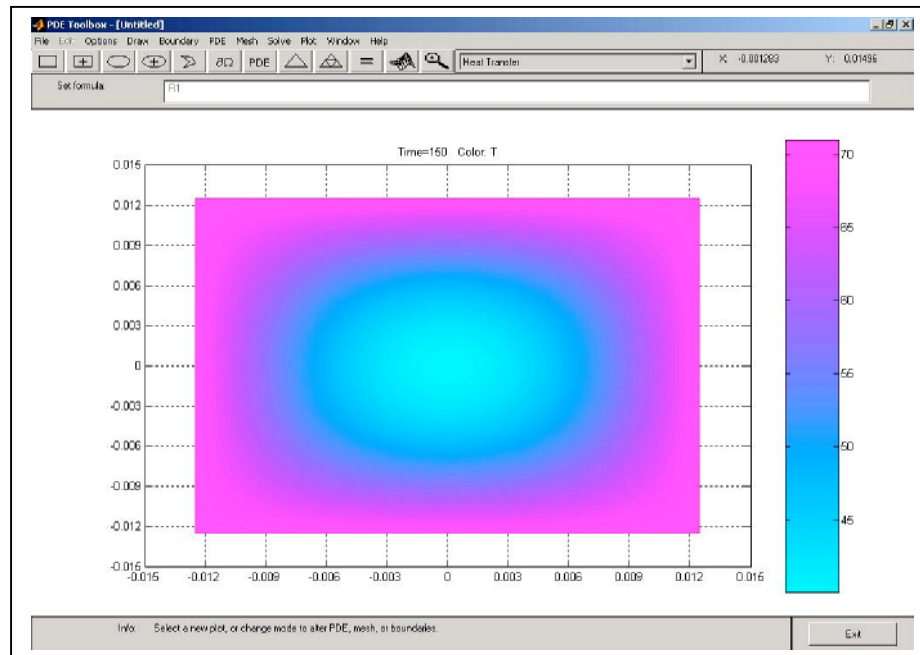 PDE Toolbox - [Untitled]
File Edit Options Draw Boundary PDE Mesh Solve Plot Window Help
∂Ω PDE = Heat Transfer X: -0.001283 Y: 0.01496
Set formula: R1
Time=150 Color: T
0.015
0.012
0.009
0.006
0.003
0
-0.003
-0.006
-0.009
-0.012
-0.015
-0.015 -0.012 -0.009 -0.006 -0.003 0 0.003 0.006 0.009 0.012 0.015
70
65
60
55
50
45
Info: Select a new plot, or change mode to alter PDE, mesh, or boundaries.
Exit